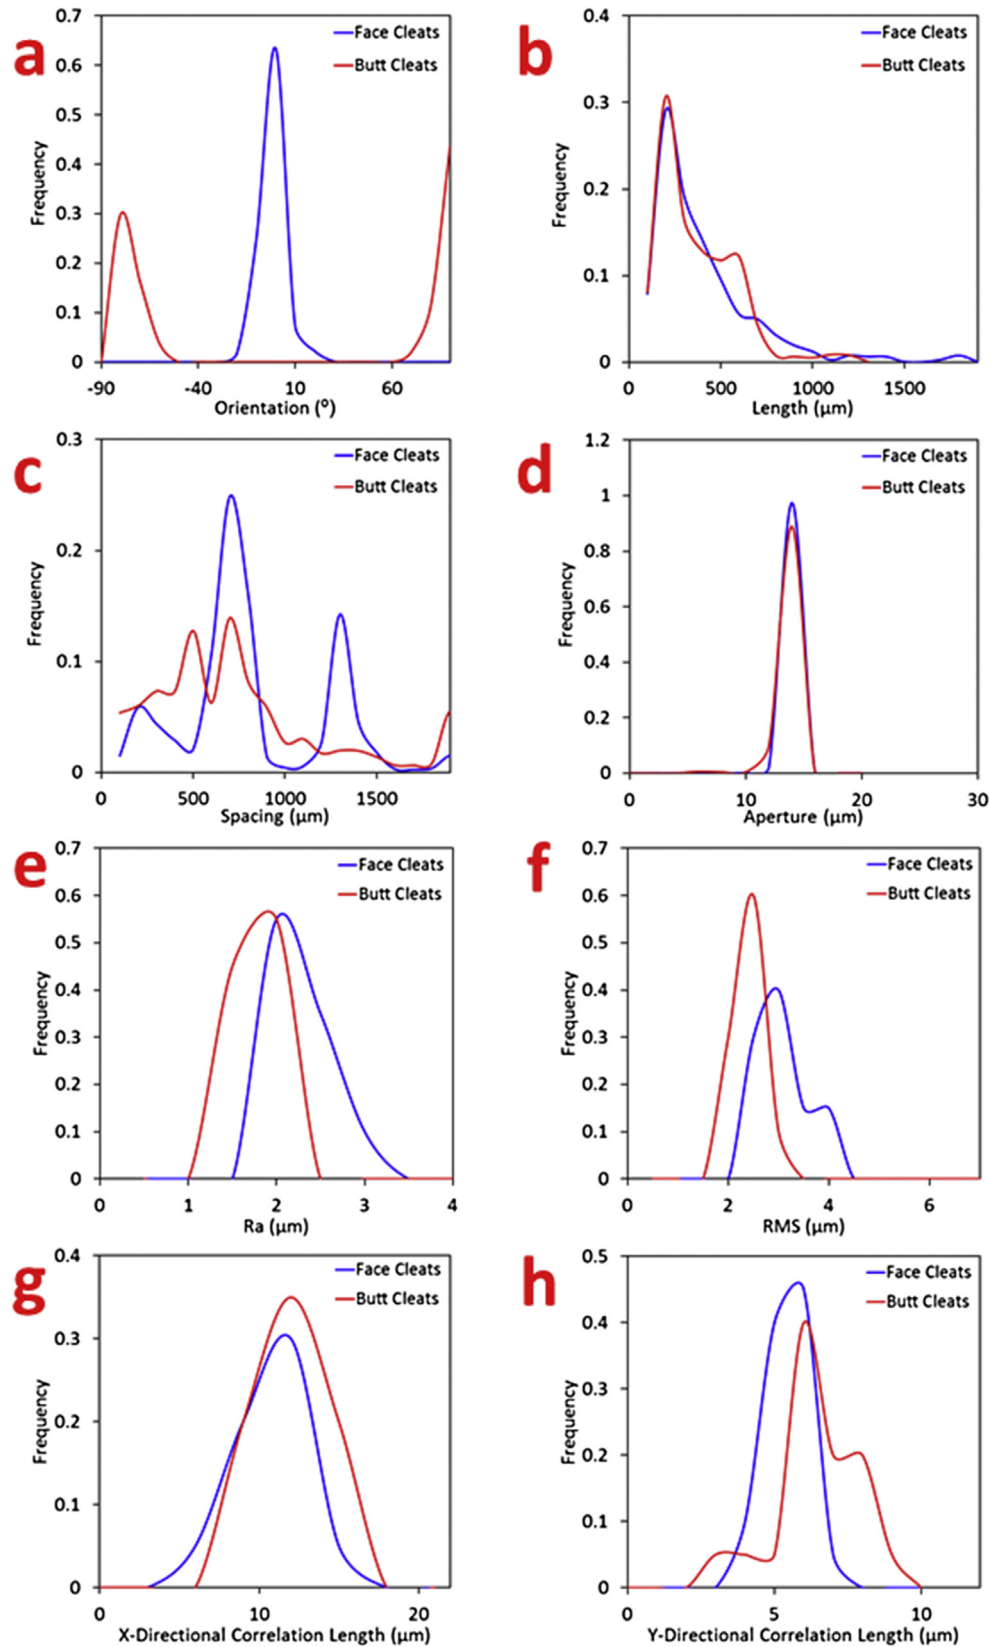 a
Face Cleats
Butt Cleats
Frequency
0.7
0.6
0.5
0.4
0.3
0.2
0.1
0
-90
-40
10
60
Orientation (°)
b
Face Cleats
Butt Cleats
Frequency
0.4
0.3
0.2
0.1
0
0
500
1000
1500
Length (µm)
c
Face Cleats
Butt Cleats
Frequency
0.3
0.2
0.1
0
0
500
1000
1500
Spacing (µm)
d
Face Cleats
Butt Cleats
Frequency
1.2
1
0.8
0.6
0.4
0.2
0
0
10
20
30
Aperture (µm)
e
Face Cleats
Butt Cleats
Frequency
0.7
0.6
0.5
0.4
0.3
0.2
0.1
0
0
1
2
3
4
Ra (µm)
f
Face Cleats
Butt Cleats
Frequency
0.7
0.6
0.5
0.4
0.3
0.2
0.1
0
0
2
4
6
RMS (µm)
g
Face Cleats
Butt Cleats
Frequency
0.4
0.3
0.2
0.1
0
0
10
20
X-Directional Correlation Length (µm)
h
Face Cleats
Butt Cleats
Frequency
0.5
0.4
0.3
0.2
0.1
0
0
5
10
Y-Directional Correlation Length (µm)